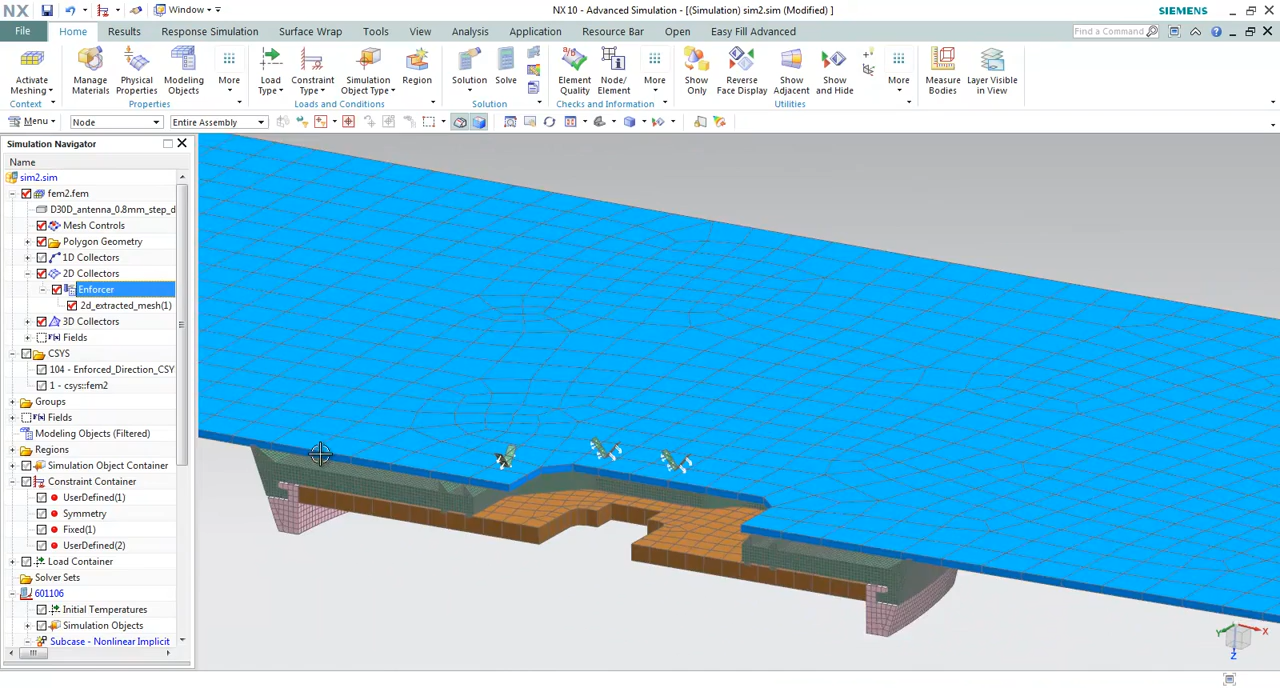 NX Window NX 10 - Advanced Simulation - [(Simulation) sim2.sim (Modified) ] SIEMENS
File Home Results Response Simulation Surface Wrap Tools View Analysis Application Resource Bar Open Easy Fill Advanced Find a Command
Activate Meshing Manage Materials Physical Properties Modeling Objects More Load Type Constraint Type Simulation Object Type Region Solution Solve Element Quality Node/ Element More Show Only Reverse Face Display Show Adjacent Show and Hide More Measure Bodies Layer Visible in View
Context Properties Loads and Conditions Solution Checks and Information Utilities
Menu Node Entire Assembly
Simulation Navigator
Name
sim2.sim
fem2.fem
D30D_antenna_0.8mm_step_d
Mesh Controls
Polygon Geometry
1D Collectors
2D Collectors
Enforcer
2d_extracted_mesh(1)
3D Collectors
Fields
CSYS
104 - Enforced_Direction_CSY
1 - csys::fem2
Groups
Fields
Modeling Objects (Filtered)
Regions
Simulation Object Container
Constraint Container
UserDefined(1)
Symmetry
Fixed(1)
UserDefined(2)
Load Container
Solver Sets
601106
Initial Temperatures
Simulation Objects
Subcase - Nonlinear Implicit
X
Y
Z